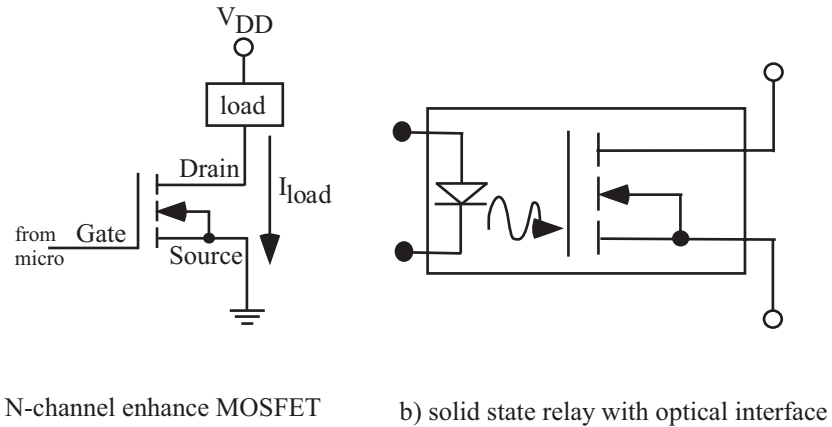 VDD
load
Drain
Iload
from
micro
Gate
Source
N-channel enhance MOSFET
b) solid state relay with optical interface